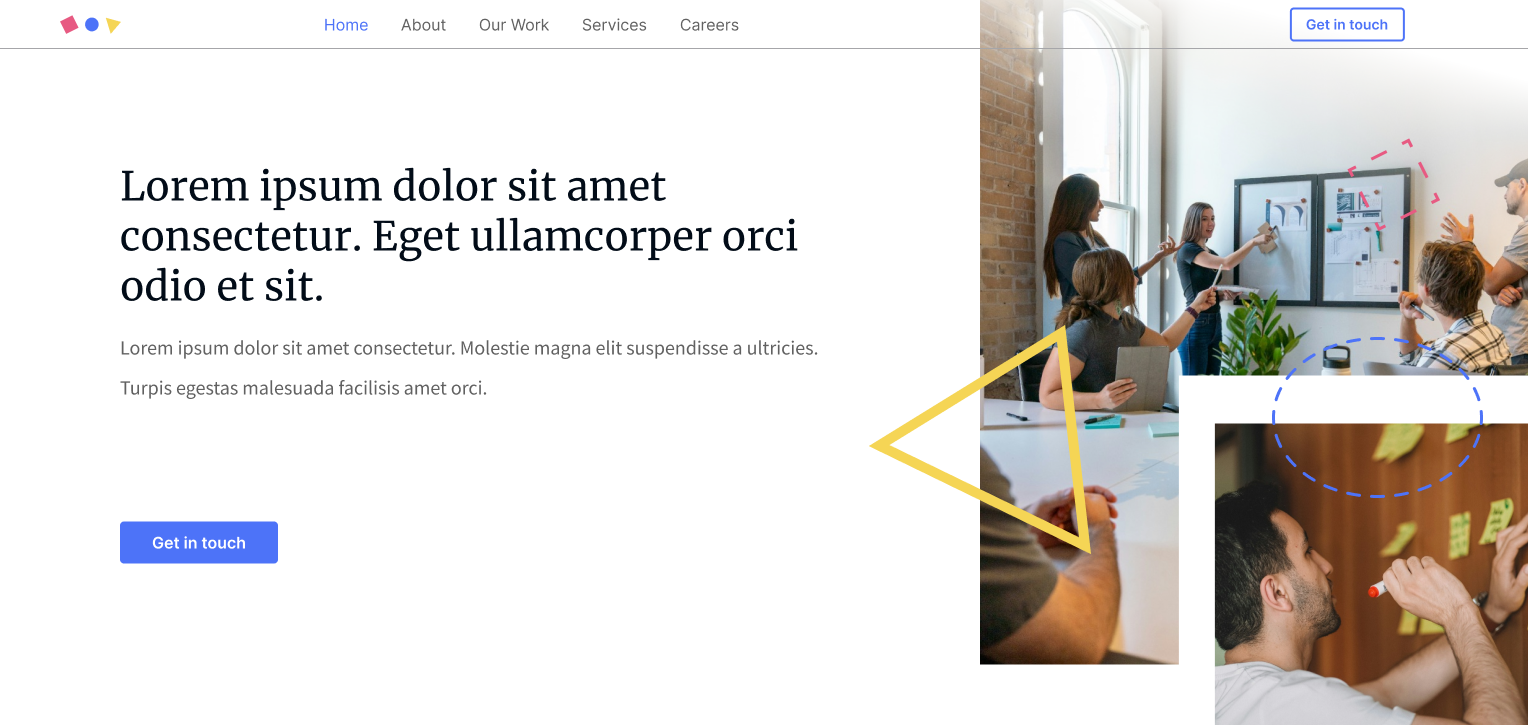 Home About Our Work Services Careers Get in touch
Lorem ipsum dolor sit amet
consectetur. Eget ullamcorper orci
odio et sit.
Lorem ipsum dolor sit amet consectetur. Molestie magna elit suspendisse a ultricies.
Turpis egestas malesuada facilisis amet orci.
Get in touch